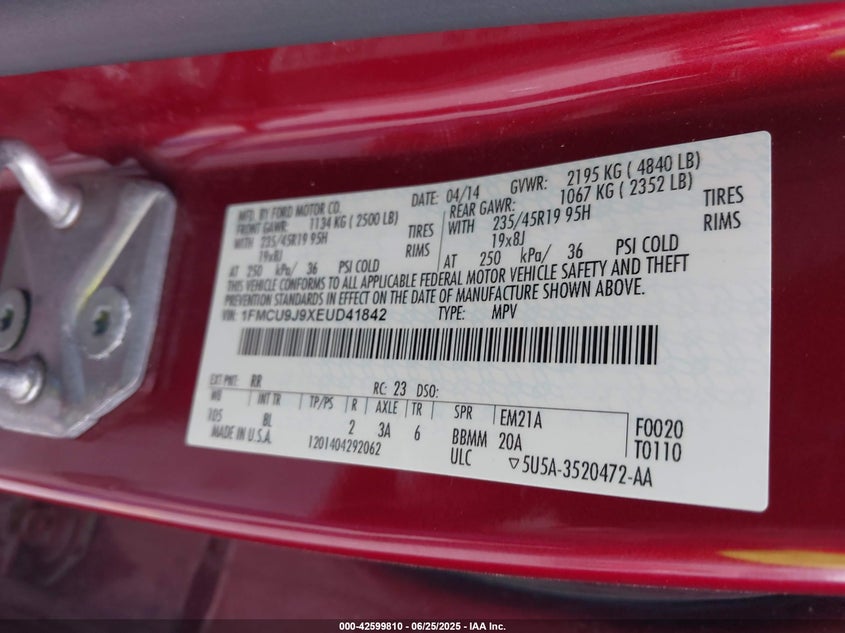 MFD. BY FORD MOTOR CO.
DATE: 04/14 GVWR: 2195 KG ( 4840 LB)
FRONT GAWR: 1134 KG ( 2500 LB) REAR GAWR: 1067 KG ( 2352 LB)
WITH 235/45R19 95H TIRES WITH 235/45R19 95H TIRES
19x8J RIMS 19x8J RIMS
AT 250 kPa/ 36 PSI COLD AT 250 kPa/ 36 PSI COLD
THIS VEHICLE CONFORMS TO ALL APPLICABLE FEDERAL MOTOR VEHICLE SAFETY AND THEFT
PREVENTION STANDARDS IN EFFECT ON THE DATE OF MANUFACTURE SHOWN ABOVE.
VIN: 1FMCU9J9XEUD41842 TYPE: MPV
EXT PNT: RR RC: 23 DSO:
WB INT TR TP/PS R AXLE TR SPR EM21A F0020
105 8L 2 3A 6 BBMM 20A T0110
MADE IN U.S.A. 1201404292062 ULC ▽5U5A-3520472-AA
000-42599810 / 06/25/2025 - IAA Inc.